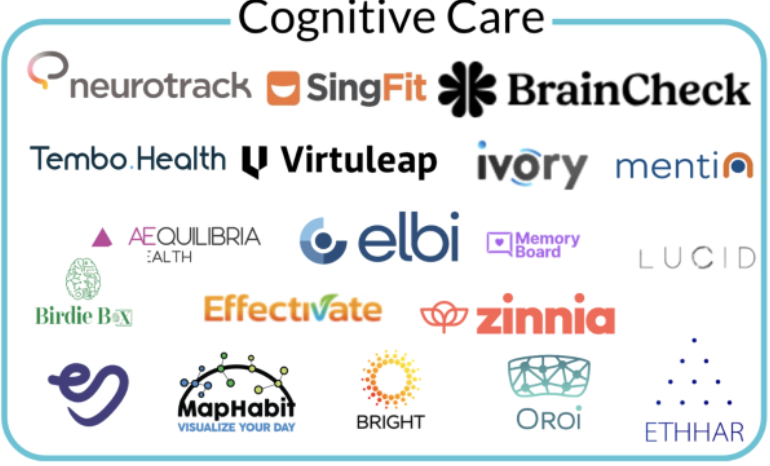 Cognitive Care
neurotrack SingFit BrainCheck
Tembo.Health Virtuleap ivory mentia
AEQUILIBRIA elbi Memory
Board
EALTH LUCID
Birdie Box Effectivate zinnia
MapHabit
VISUALIZE YOUR DAY
BRIGHT
OROi
ETHHAR